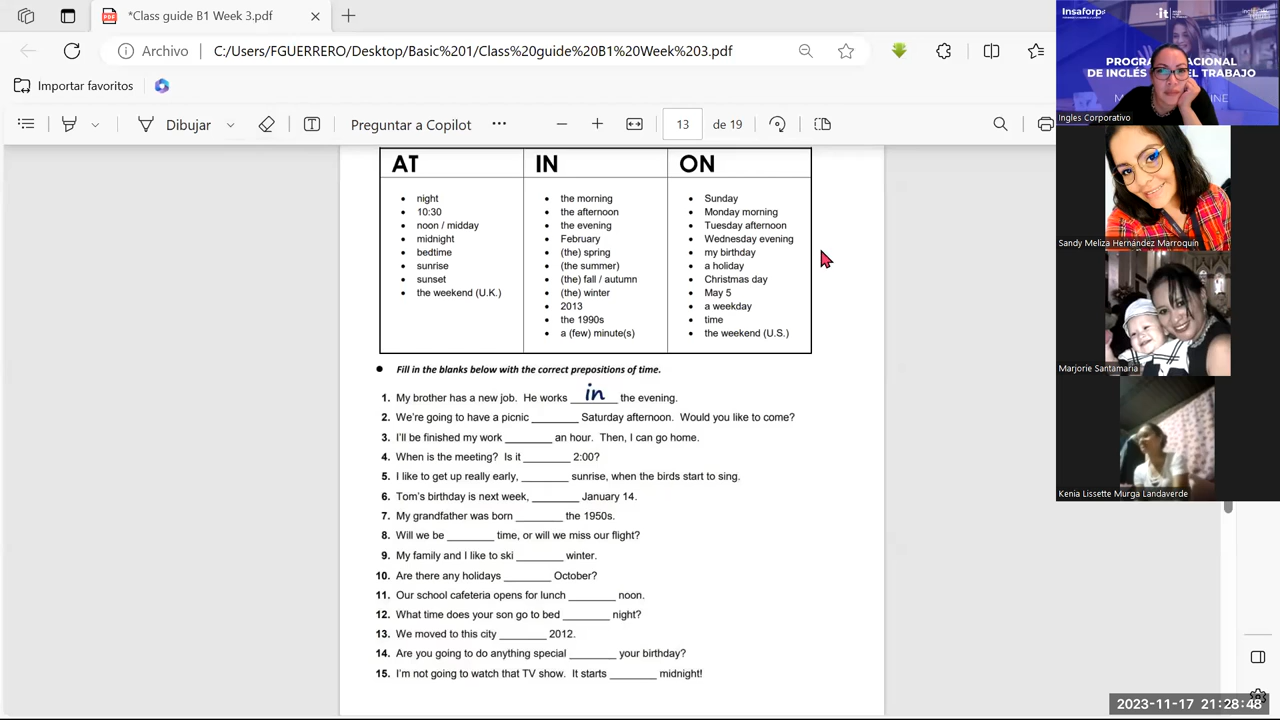 *Class guide B1 Week 3.pdf
Archivo C:/Users/FGUERRERO/Desktop/Basic%201/Class%20guide%20B1%20Week%203.pdf
Importar favoritos
Dibujar Preguntar a Copilot 13 de 19
AT IN ON
night
10:30
noon / midday
midnight
bedtime
sunrise
sunset
the weekend (U.K.)
the morning
the afternoon
the evening
February
(the) spring
(the summer)
(the) fall / autumn
(the) winter
2013
the 1990s
a (few) minute(s)
Sunday
Monday morning
Tuesday afternoon
Wednesday evening
my birthday
a holiday
Christmas day
May 5
a weekday
time
the weekend (U.S.)
Fill in the blanks below with the correct prepositions of time.
1. My brother has a new job. He works in the evening.
2. We're going to have a picnic ________ Saturday afternoon. Would you like to come?
3. I'll be finished my work ________ an hour. Then, I can go home.
4. When is the meeting? Is it ________ 2:00?
5. I like to get up really early, ________ sunrise, when the birds start to sing.
6. Tom's birthday is next week, ________ January 14.
7. My grandfather was born ________ the 1950s.
8. Will we be ________ time, or will we miss our flight?
9. My family and I like to ski ________ winter.
10. Are there any holidays ________ October?
11. Our school cafeteria opens for lunch ________ noon.
12. What time does your son go to bed ________ night?
13. We moved to this city ________ 2012.
14. Are you going to do anything special ________ your birthday?
15. I'm not going to watch that TV show. It starts ________ midnight!
Insaforp
it
Ingles Corporativo
Sandy Meliza Hernández Marroquín
Marjorie Santamaria
Kenia Lissette Murga Landaverde
2023-11-17 21:28:48